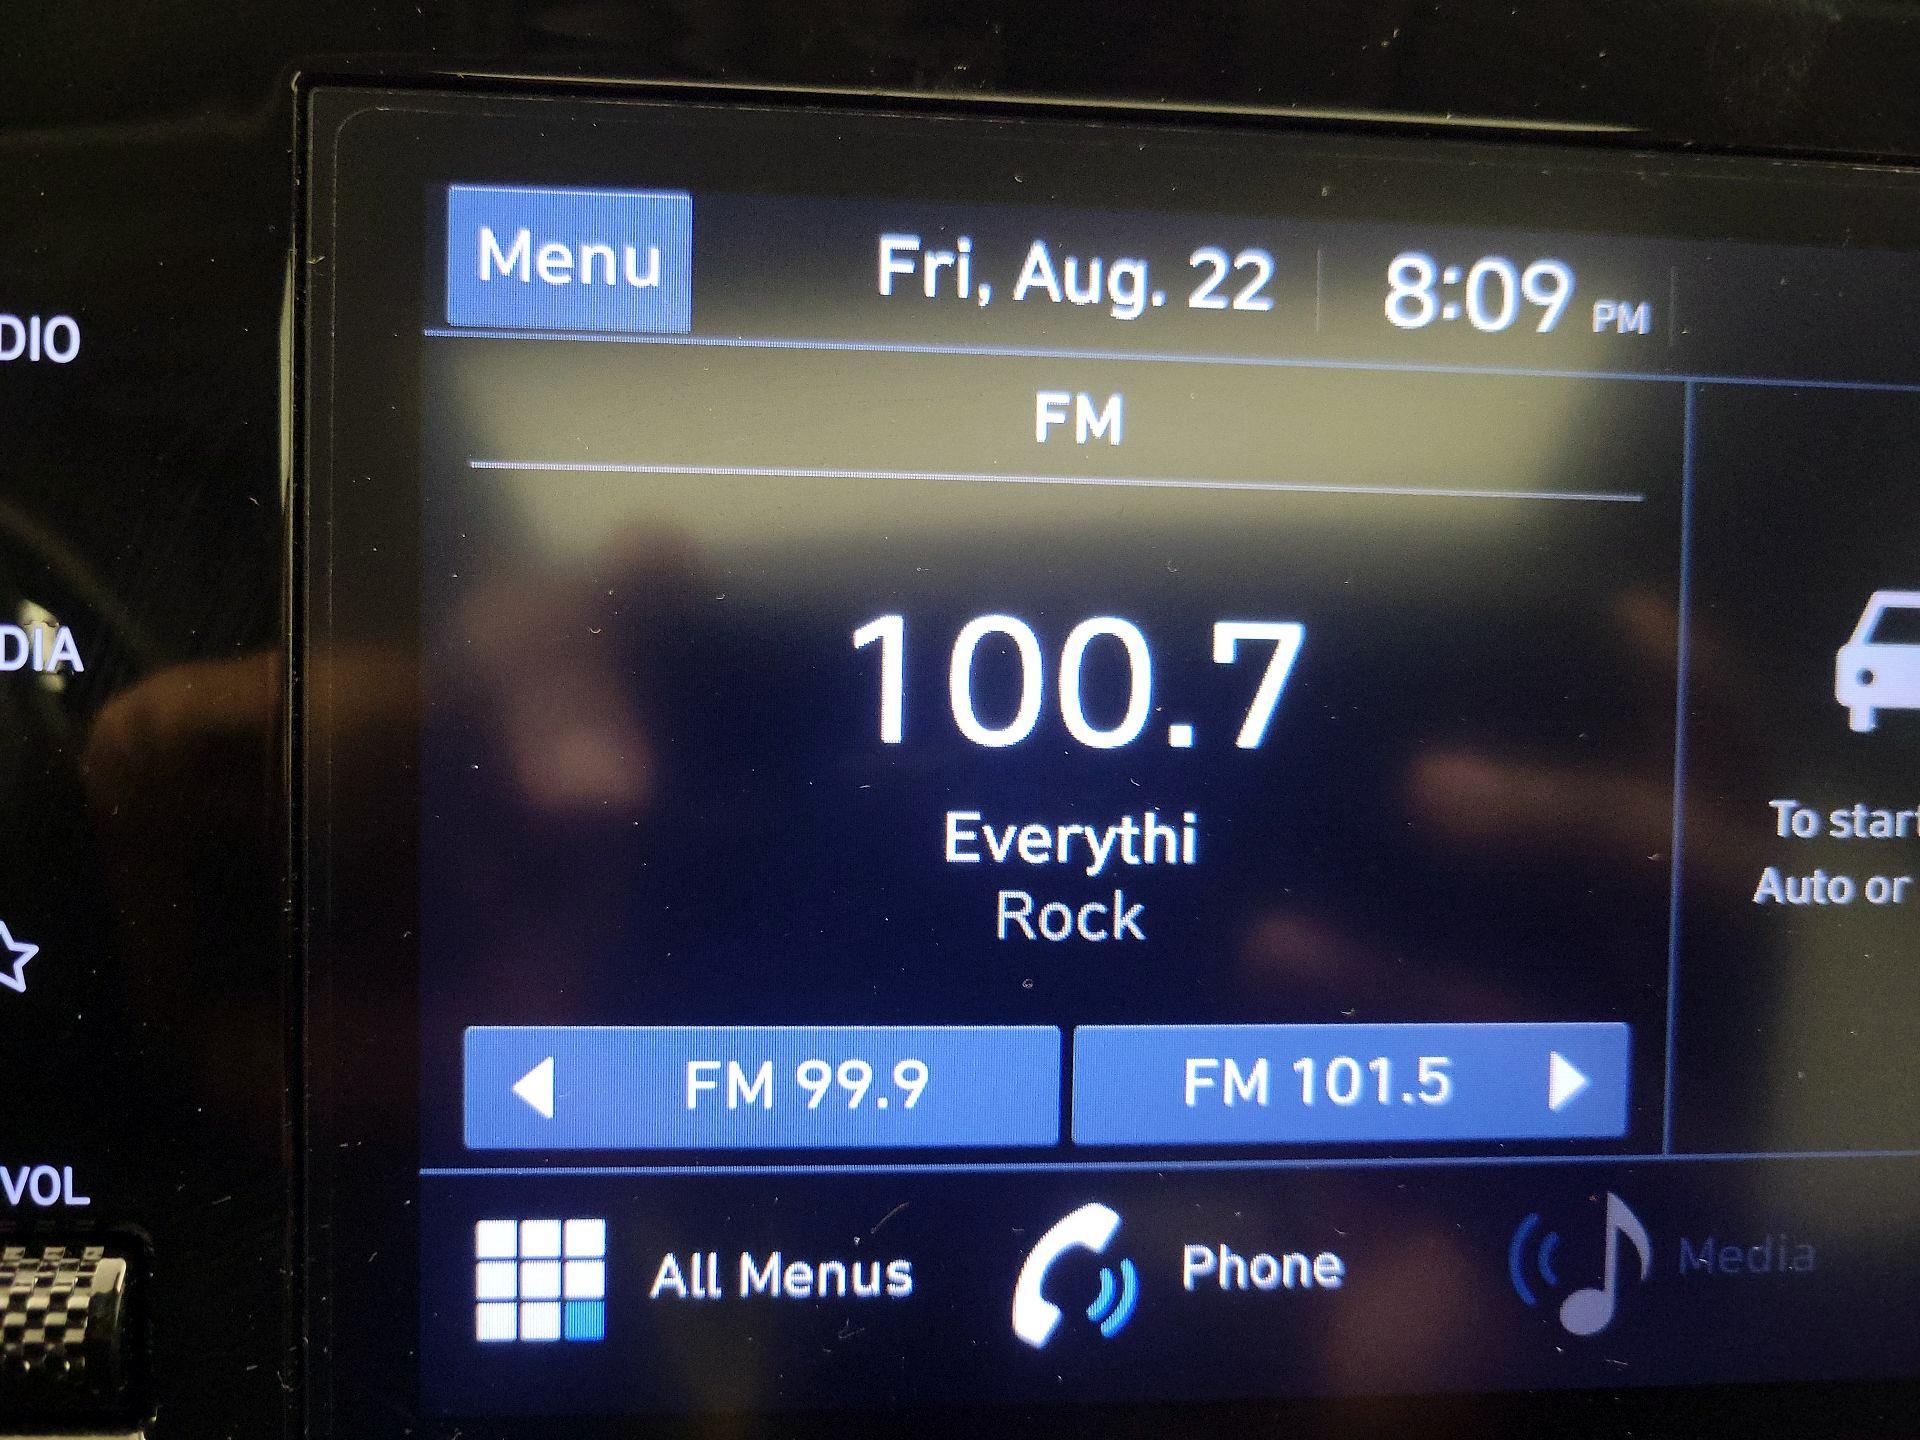 Menu
Fri, Aug. 22
8:09 PM
DIO
FM
DIA
100.7
Everythi
Rock
To start
Auto or
FM 99.9
FM 101.5
VOL
All Menus
Phone
Media